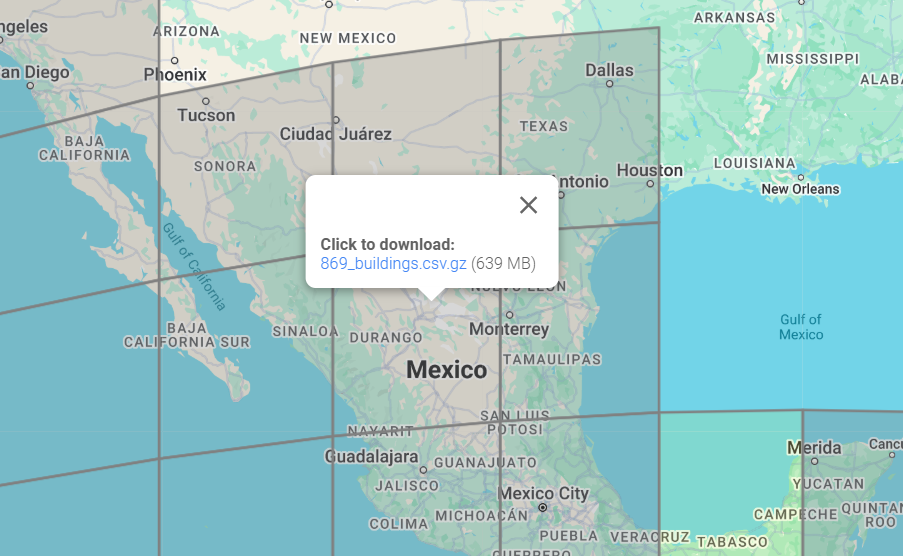 ARKANSAS
ngeles
ARIZONA
NEW MEXICO
MISSISSIPPI
an Diego
Phoenix
Dallas
ALABA
Tucson
Ciudad Juárez
TEXAS
BAJA
CALIFORNIA
SONORA
LOUISIANA
Houston
ntonio
New Orleans
Click to download:
869_buildings.csv.gz (639 MB)
Gulf of California
NUEVO LEÓN
BAJA
CALIFORNIA SUR
SINALOA
DURANGO
Monterrey
Gulf of
Mexico
TAMAULIPAS
Mexico
SAN LUIS
POTOSI
NAYARIT
Guadalajara
GUANAJUATO
Merida
Cancu
JALISCO
YUCATAN
Mexico City
COLIMA
MICHOACÁN
CAMPECHE
QUINTAN
ROO
PUEBLA
VERACRUZ
TABASCO
GUERRERO